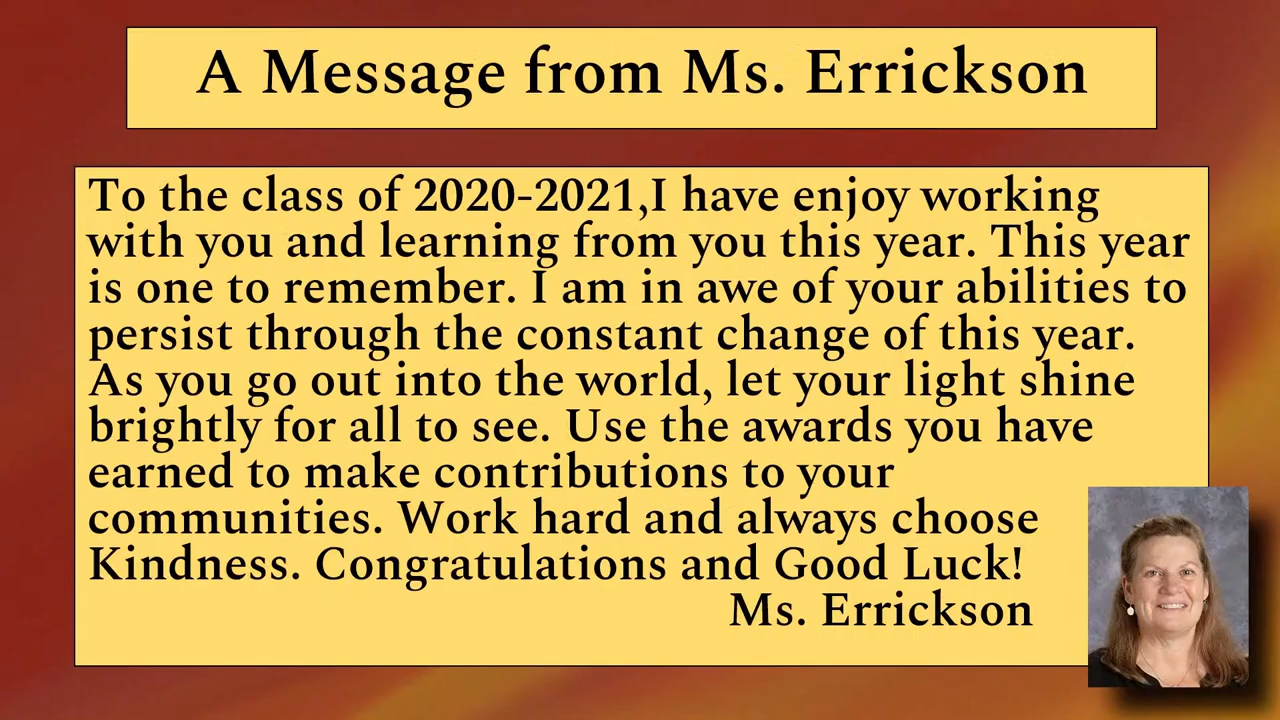 A Message from Ms. Errickson
To the class of 2020-2021,I have enjoy working
with you and learning from you this year. This year
is one to remember. I am in awe of your abilities to
persist through the constant change of this year.
As you go out into the world, let your light shine
brightly for all to see. Use the awards you have
earned to make contributions to your
communities. Work hard and always choose
Kindness. Congratulations and Good Luck!
Ms. Errickson